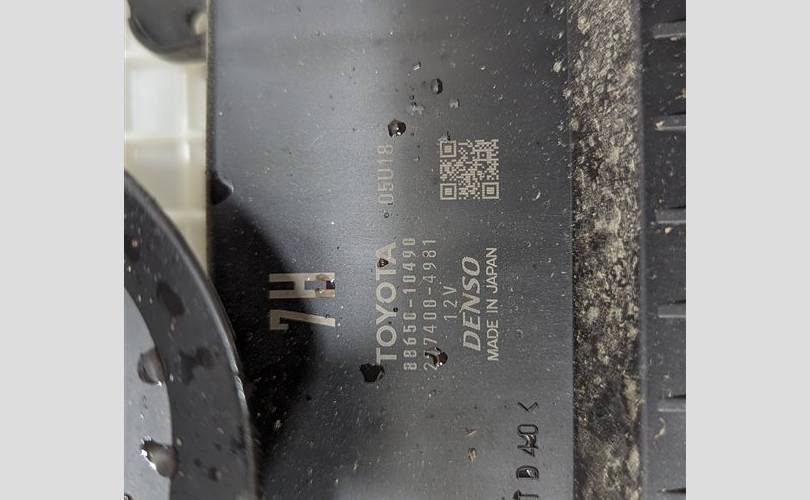 7H
TOYOTA 05U18
88650-10490
247400-4981
12V
DENSO
MADE IN JAPAN